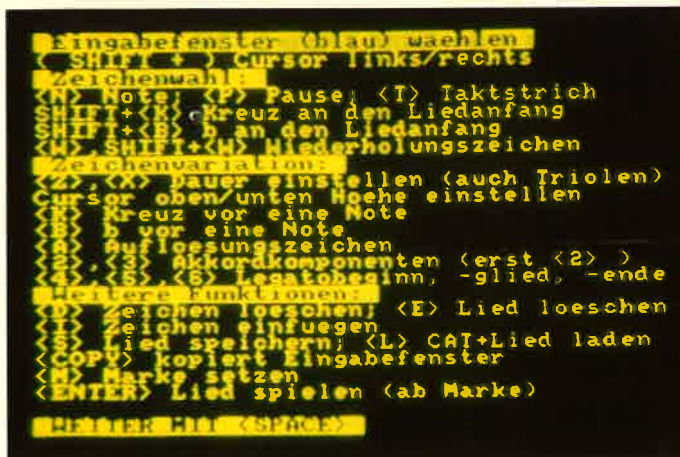 Eingabefenster (blau) waehlen
( SHIFT + ) Cursor links/rechts
Zeichenwahl:
<N> Note; <P> Pause; <T> Taktstrich
SHIFT+<X> Kreuz an den Liedanfang
SHIFT+<B> b an den Liedanfang
<W>,SHIFT+<W> Wiederholungszeichen
Zeichenvariation:
<Z>,<X> Dauer einstellen (auch Triolen)
Cursor oben/unten Hoehe einstellen
<K> Kreuz vor eine Note
<B> b vor eine Note
<A> Aufloesungszeichen
<2>,<3> Akkordkomponenten (erst <2> )
<4>,<5>,<6> Legatobeginn, -glied, -ende
Weitere Funktionen:
<D> Zeichen loeschen; <E> Lied loeschen
<I> Zeichen einfuegen
<S> Lied speichern; <L> CAT+Lied laden
<COPY> kopiert Eingabefenster
<M> Marke setzen
<ENTER> Lied spielen (ab Marke)
WEITER MIT <SPACE>